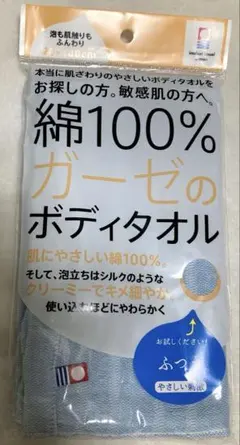 泡も肌触りも
ふんわり
本当に肌ざわりのやさしいボディタオルを
お探しの方。敏感肌の方へ。
綿100%
ガーゼの
ボディタオル
肌にやさしい綿100%。
そして、泡立ちはシルクのような
クリーミーでキメ細やか
使い込むほどにやわらかく
お試しください!
ふつう
やさしい